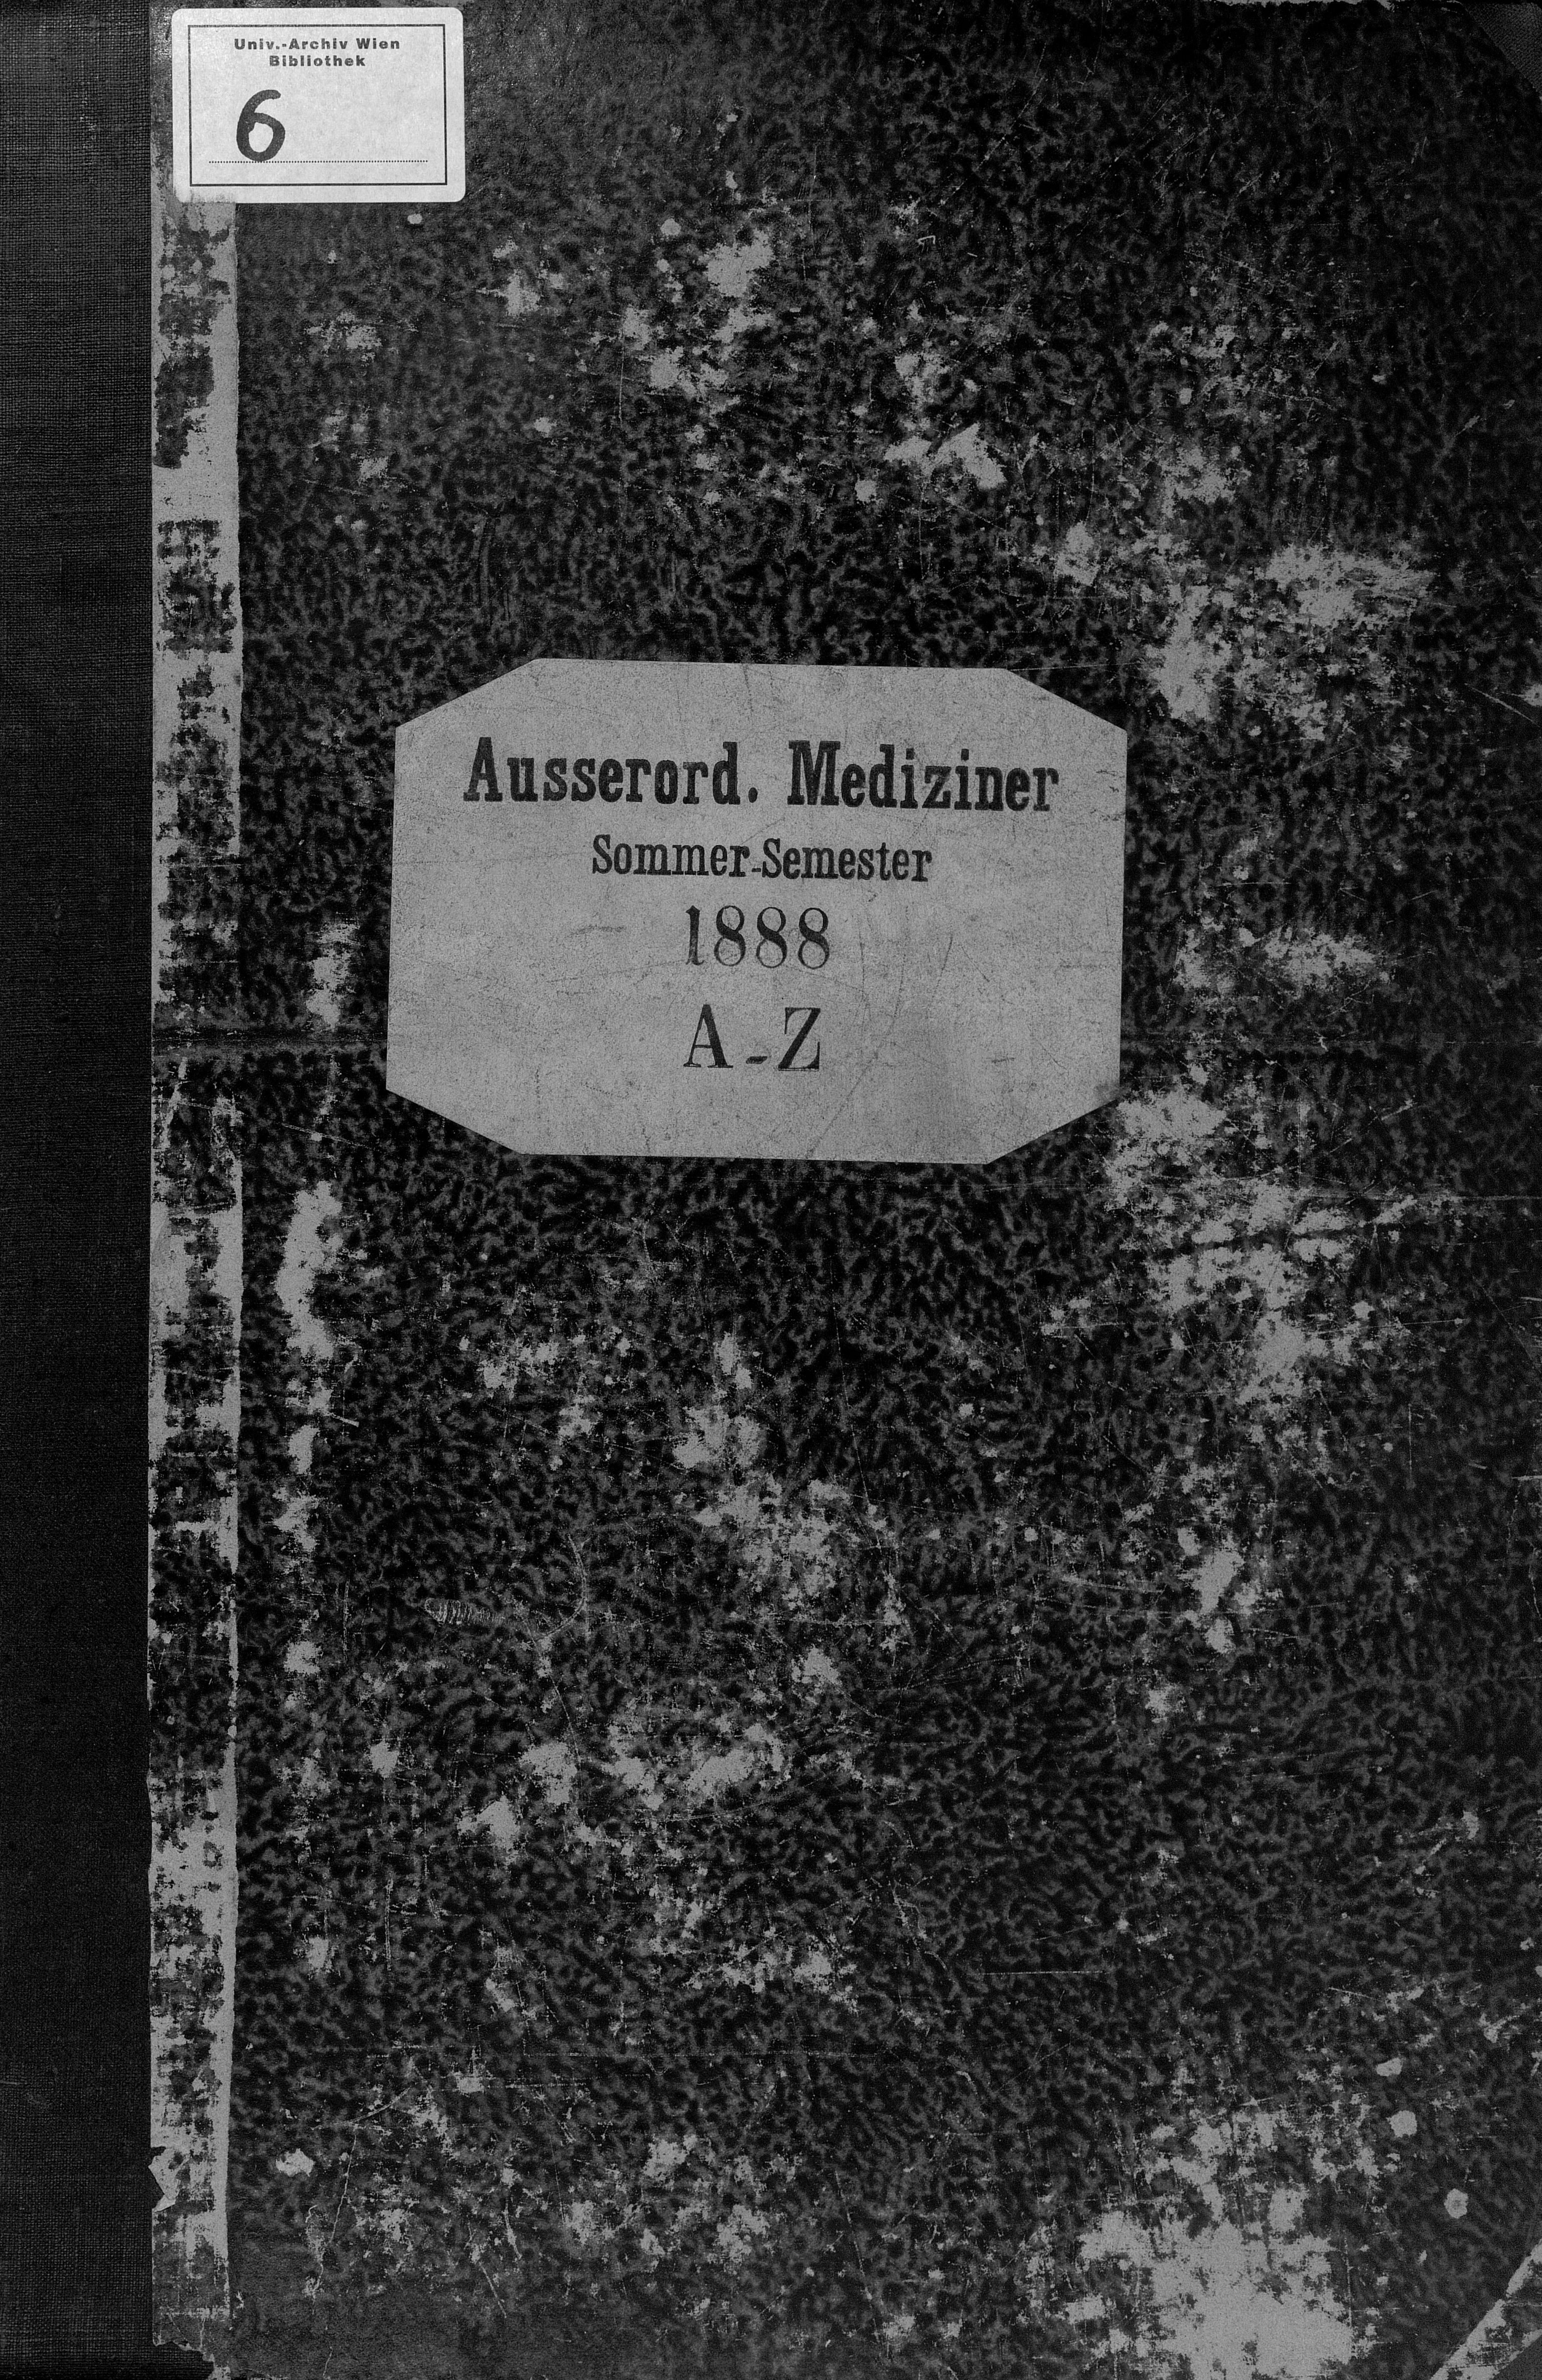 Univ.-Archiv Wien
Bibliothek
6
Ausserord. Mediziner
Sommer-Semester
1888
A-Z